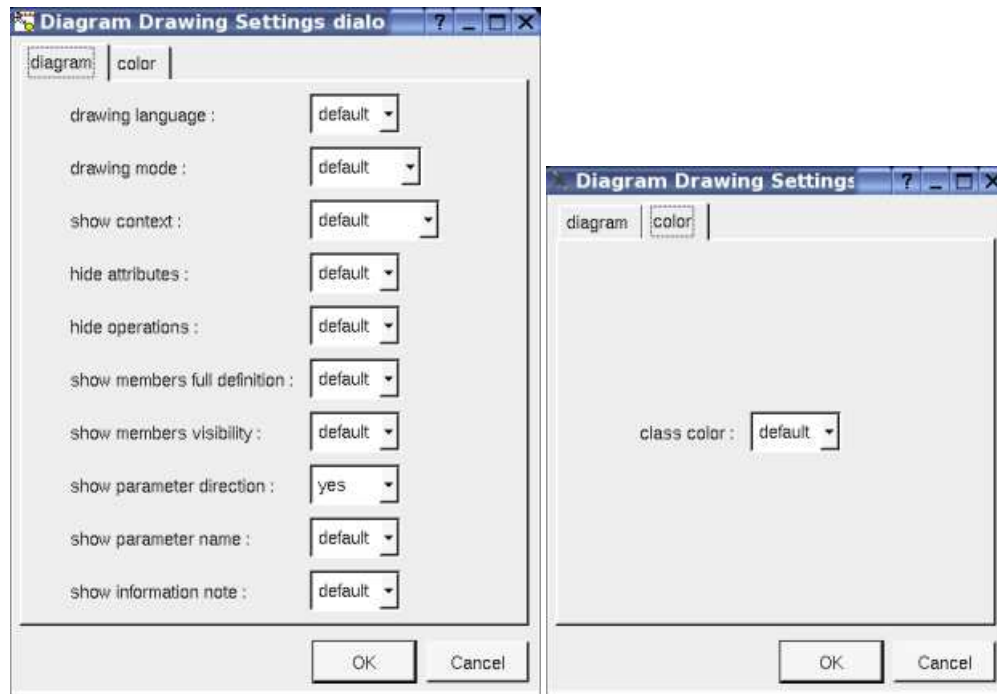 Diagram Drawing Settings dialo
diagram color
drawing language : default
drawing mode : default
show context : default
hide attributes : default
hide operations : default
show members full definition : default
show members visibility : default
show parameter direction : yes
show parameter name : default
show information note : default
OK Cancel
Diagram Drawing Settings
diagram color
class color : default
OK Cancel